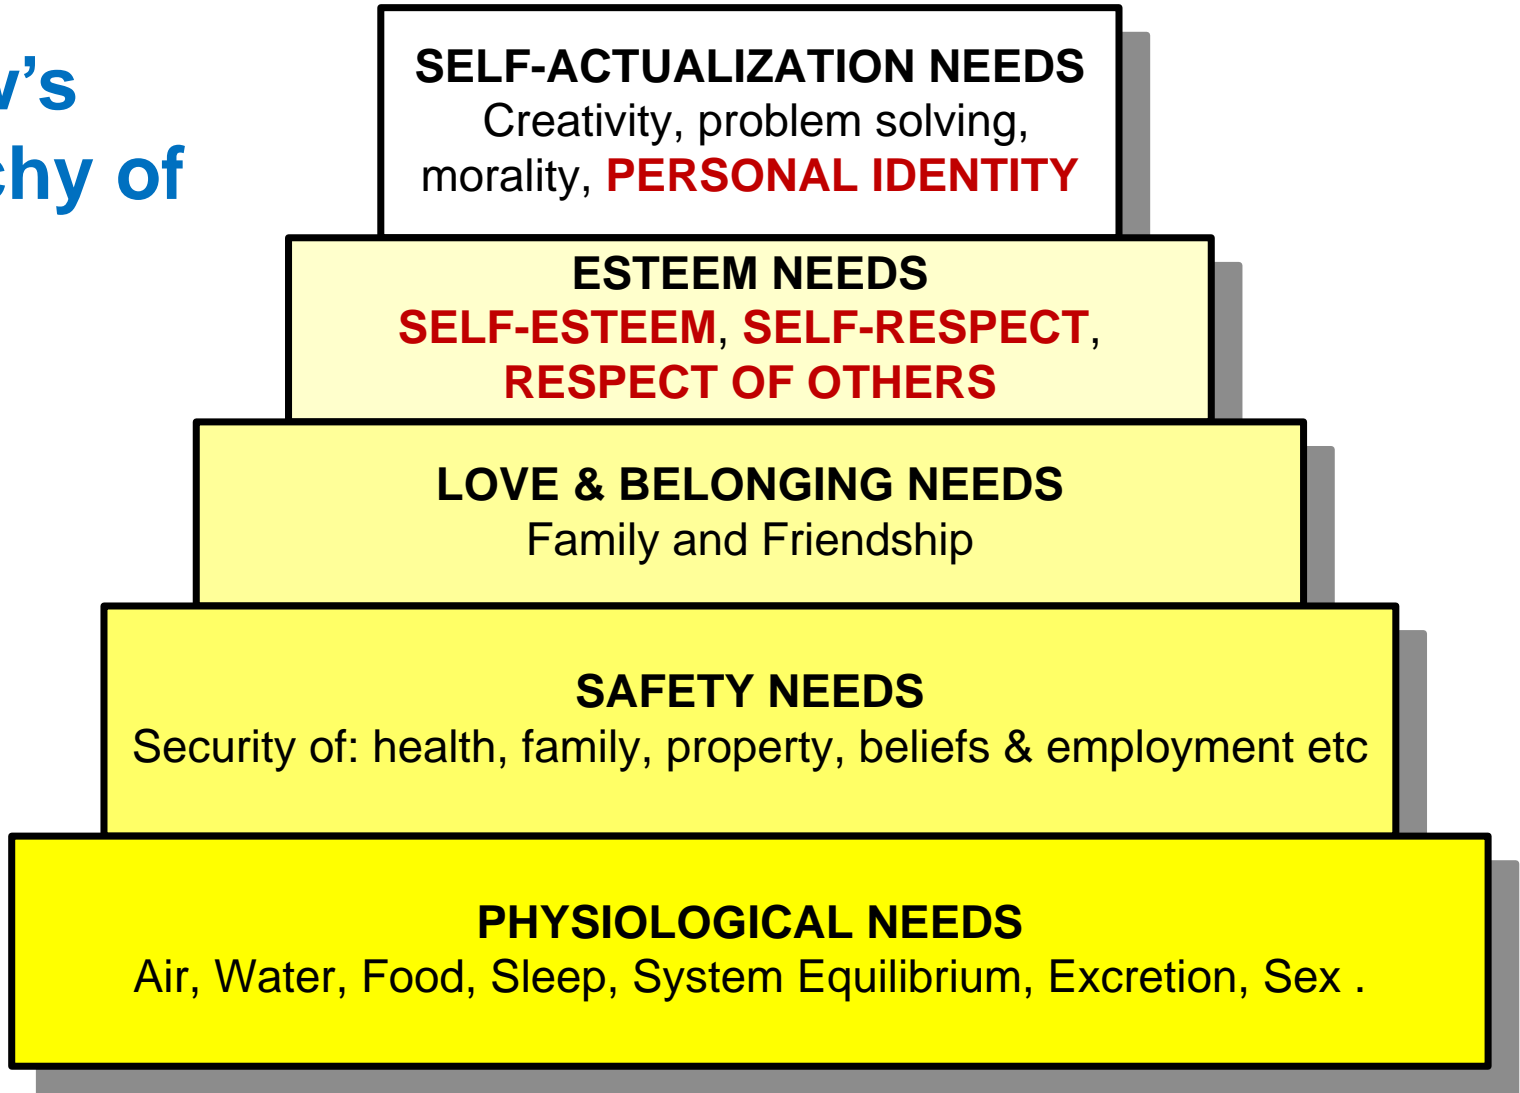 v’s
chy of
SELF-ACTUALIZATION NEEDS
Creativity, problem solving,
morality, PERSONAL IDENTITY
ESTEEM NEEDS
SELF-ESTEEM, SELF-RESPECT,
RESPECT OF OTHERS
LOVE & BELONGING NEEDS
Family and Friendship
SAFETY NEEDS
Security of: health, family, property, beliefs & employment etc
PHYSIOLOGICAL NEEDS
Air, Water, Food, Sleep, System Equilibrium, Excretion, Sex .